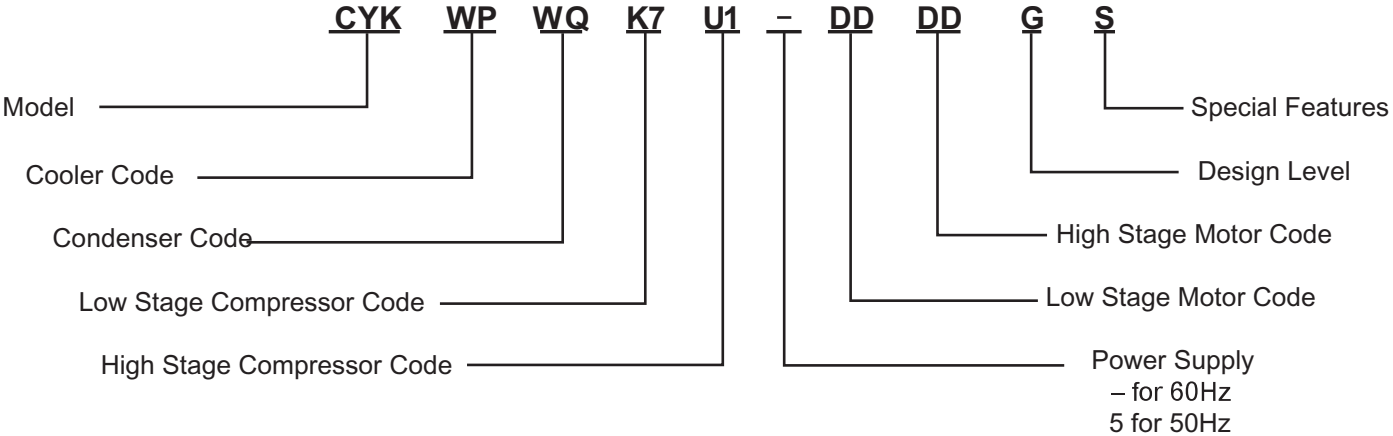 CYK WP WQ K7 U1 – DD DD G S
Model
Special Features
Cooler Code
Design Level
Condenser Code
High Stage Motor Code
Low Stage Compressor Code
Low Stage Motor Code
High Stage Compressor Code
Power Supply
– for 60Hz
5 for 50Hz